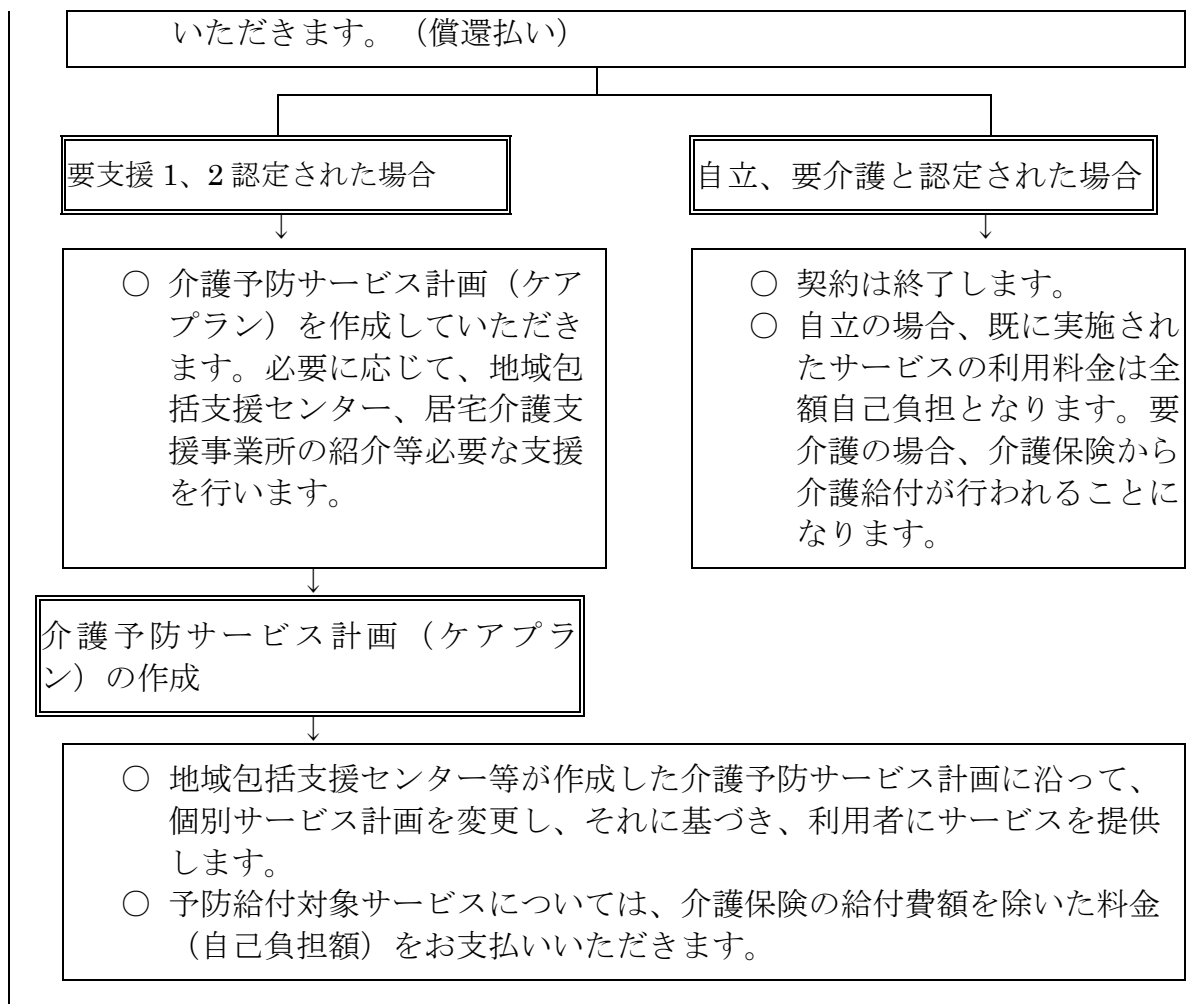 いただきます。（償還払い）
要支援 1、2 認定された場合
自立、要介護と認定された場合
↓
↓
○ 介護予防サービス計画（ケア
プラン）を作成していただき
ます。必要に応じて、地域包
括支援センター、居宅介護支
援事業所の紹介等必要な支援
を行います。
○ 契約は終了します。
○ 自立の場合、既に実施され
たサービスの利用料金は全
額自己負担となります。要
介護の場合、介護保険から
介護給付が行われることに
なります。
↓
介護予防サービス計画（ケアプラ
ン）の作成
↓
○ 地域包括支援センター等が作成した介護予防サービス計画に沿って、
個別サービス計画を変更し、それに基づき、利用者にサービスを提供
します。
○ 予防給付対象サービスについては、介護保険の給付費額を除いた料金
（自己負担額）をお支払いいただきます。